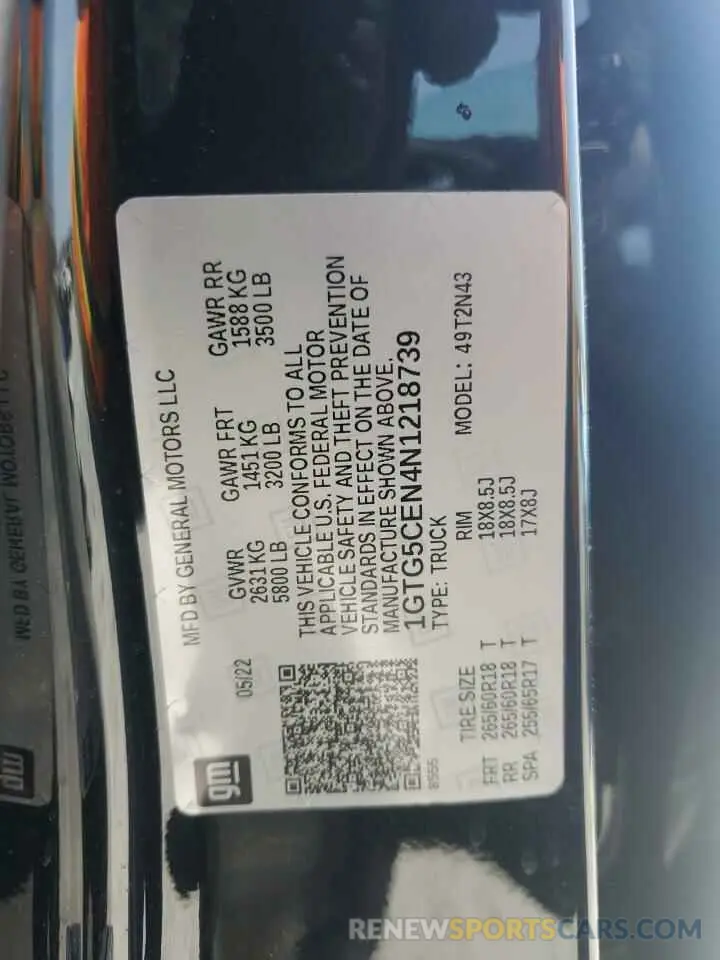 MFD BY GENERAL MOTORS LLC
05/22
GVWR GAWR FRT GAWR RR
2631 KG 1451 KG 1588 KG
5800 LB 3200 LB 3500 LB
THIS VEHICLE CONFORMS TO ALL
APPLICABLE U.S. FEDERAL MOTOR
VEHICLE SAFETY AND THEFT PREVENTION
STANDARDS IN EFFECT ON THE DATE OF
MANUFACTURE SHOWN ABOVE.
1GTG5CEN4N1218739
TYPE: TRUCK
MODEL: 49T2N43
gm
8555
TIRE SIZE RIM
FRT 265/60R18 T 18X8.5J
RR 265/60R18 T 18X8.5J
SPA 255/65R17 T 17X8J
RENEWSPORTSCARS.COM